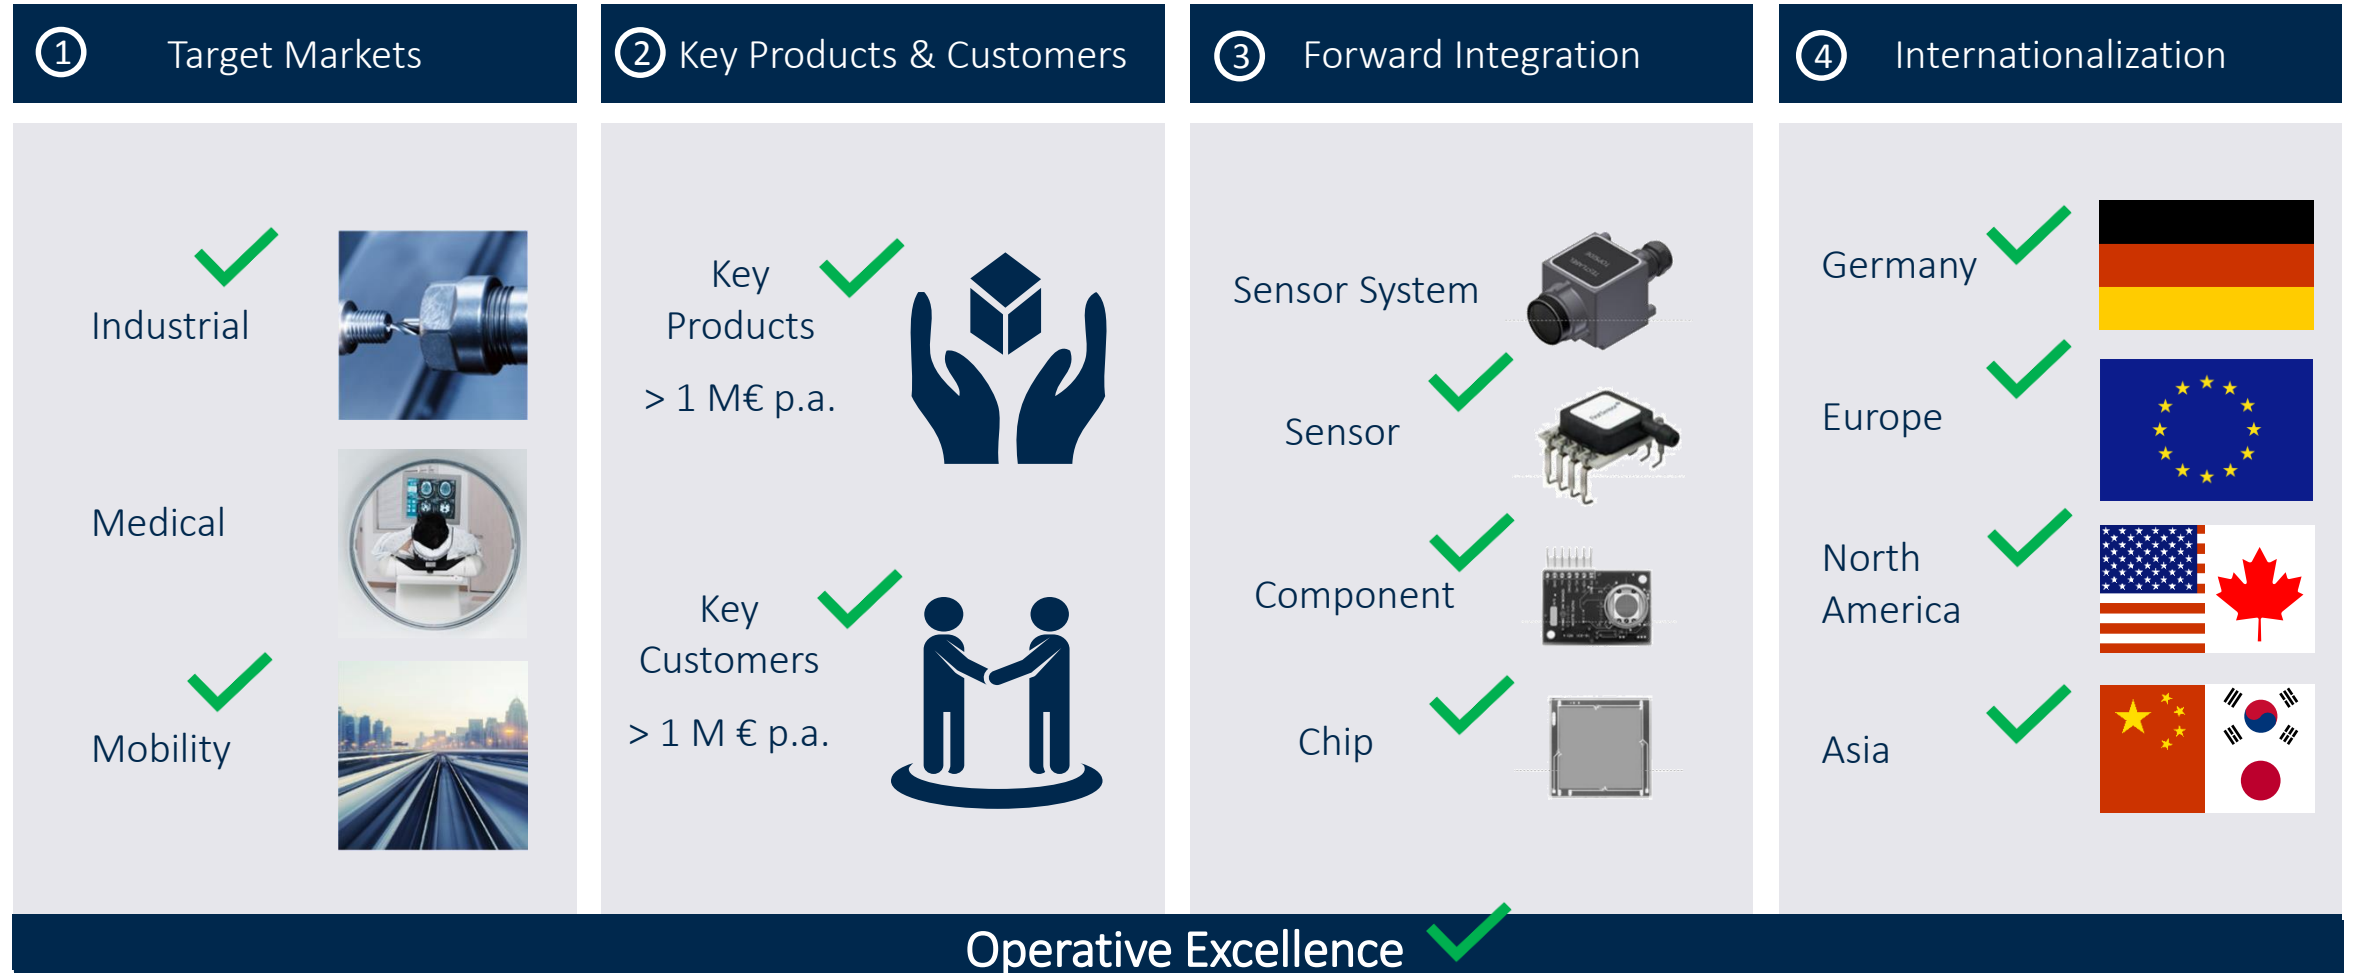 1 Target Markets
Industrial
Medical
Mobility
2 Key Products & Customers
Key
Products
> 1 M€ p.a.
Key
Customers
> 1 M € p.a.
3 Forward Integration
Sensor System
Sensor
Component
Chip
4 Internationalization
Germany
Europe
North
America
Asia
Operative Excellence